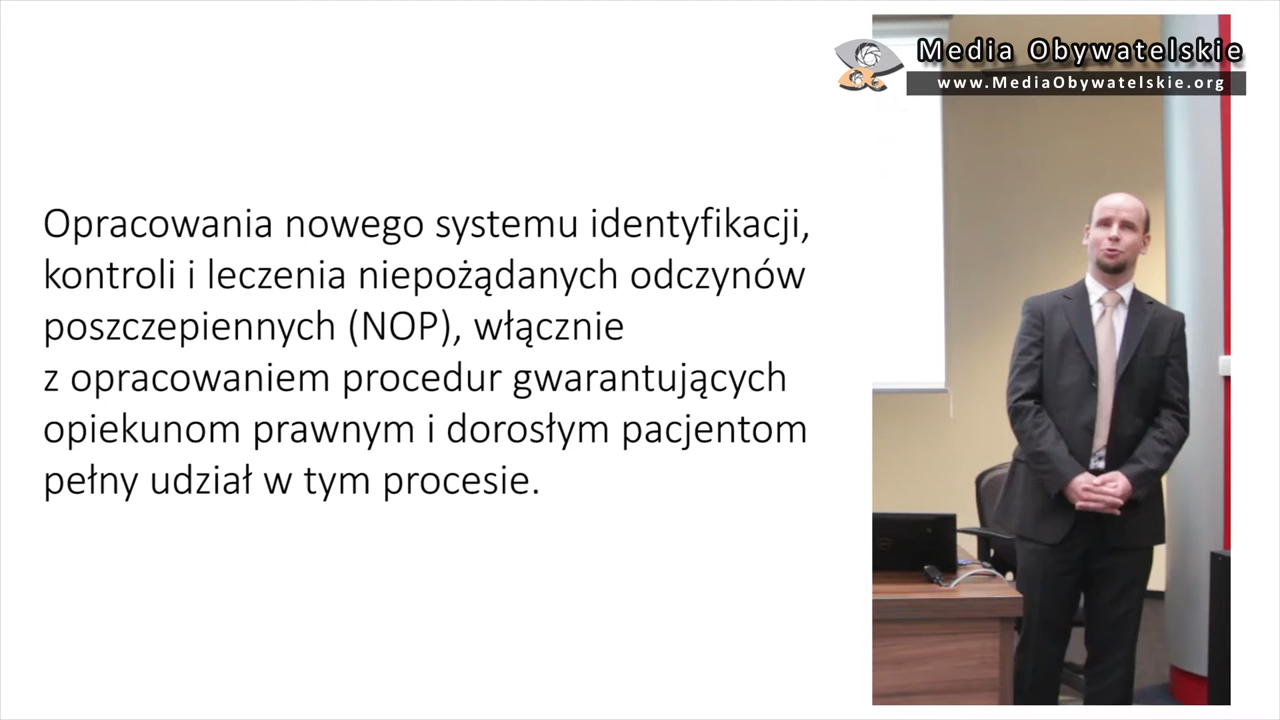 Media Obywatelskie
www.MediaObywatelskie.org
Opracowania nowego systemu identyfikacji,
kontroli i leczenia niepożądanych odczynów
poszczepiennych (NOP), włącznie
z opracowaniem procedur gwarantujących
opiekunom prawnym i dorosłym pacjentom
pełny udział w tym procesie.